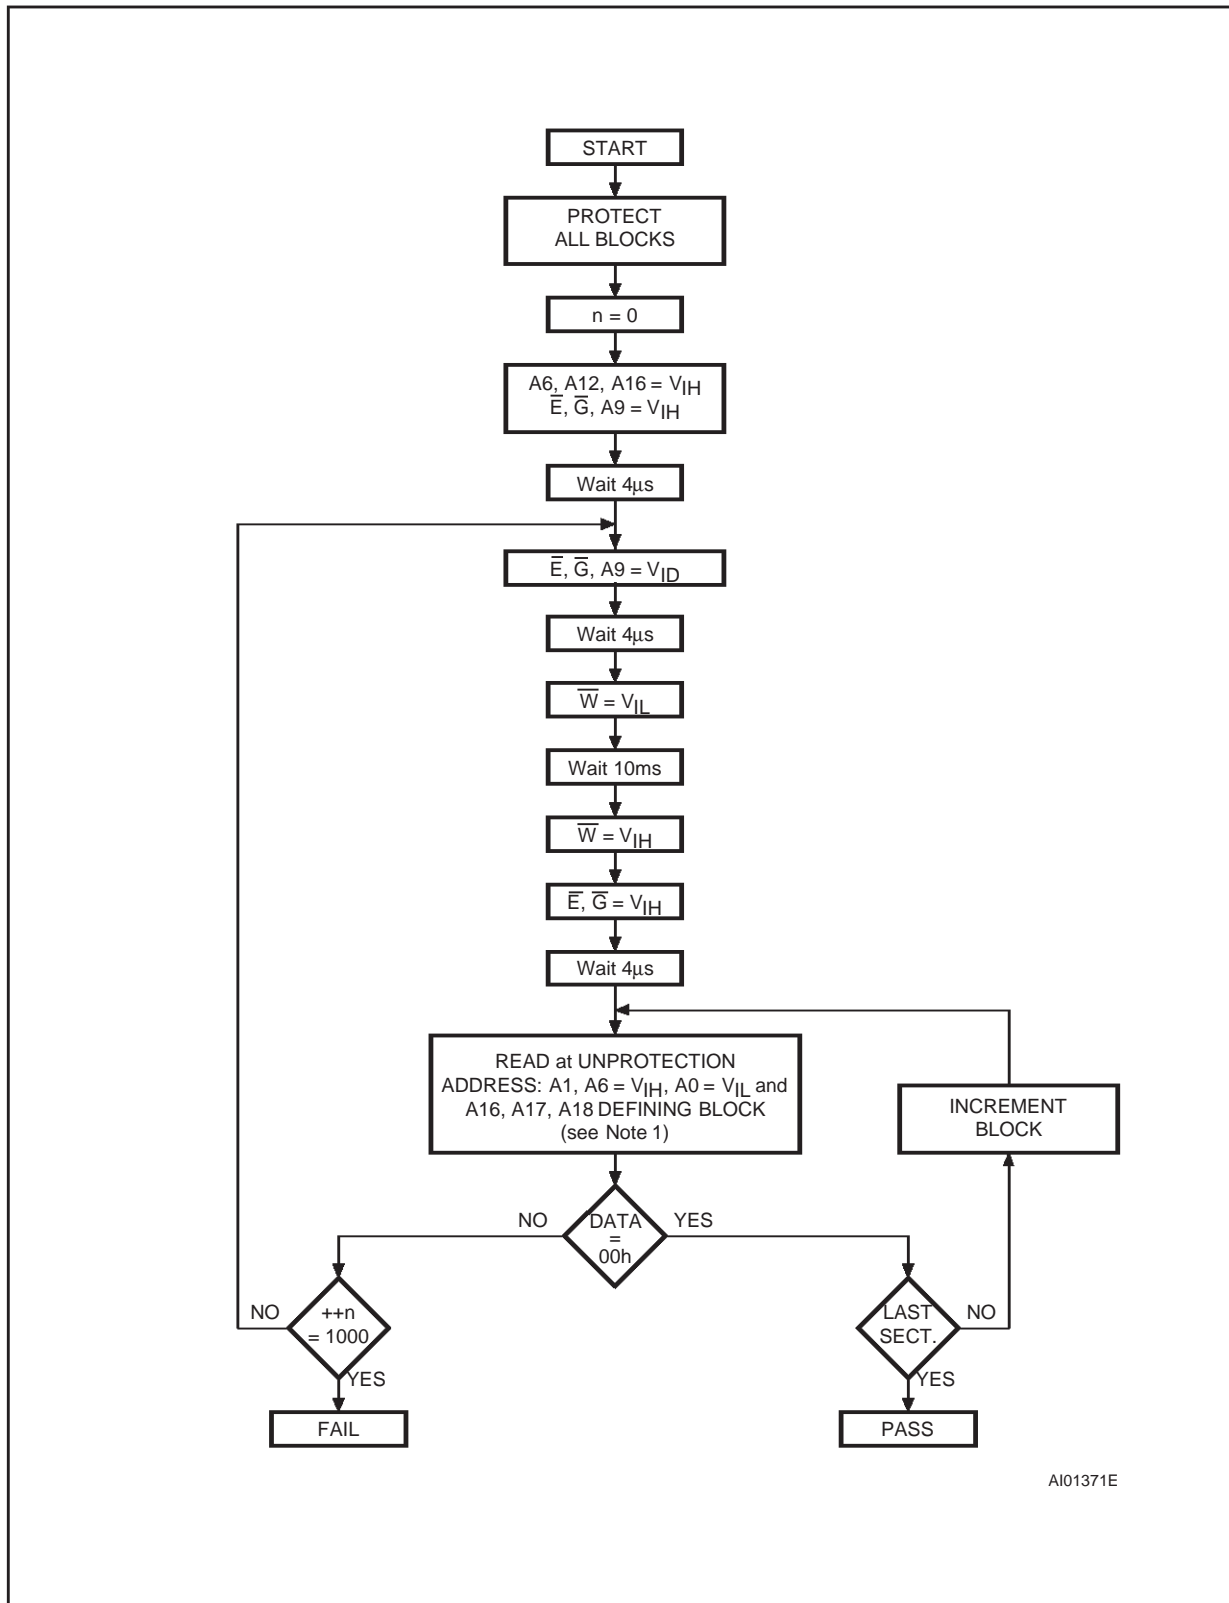 START
PROTECT
ALL BLOCKS
n = 0
A6, A12, A16 = VIH
E̅, G̅, A9 = VIH
Wait 4µs
E̅, G̅, A9 = VID
Wait 4µs
W̅ = VIL
Wait 10ms
W̅ = VIH
E̅, G̅ = VIH
Wait 4µs
READ at UNPROTECTION
ADDRESS: A1, A6 = VIH, A0 = VIL and
A16, A17, A18 DEFINING BLOCK
(see Note 1)
INCREMENT
BLOCK
NO
DATA
=
00h
YES
NO
++n
= 1000
YES
LAST
SECT.
NO
YES
FAIL
PASS
AI01371E